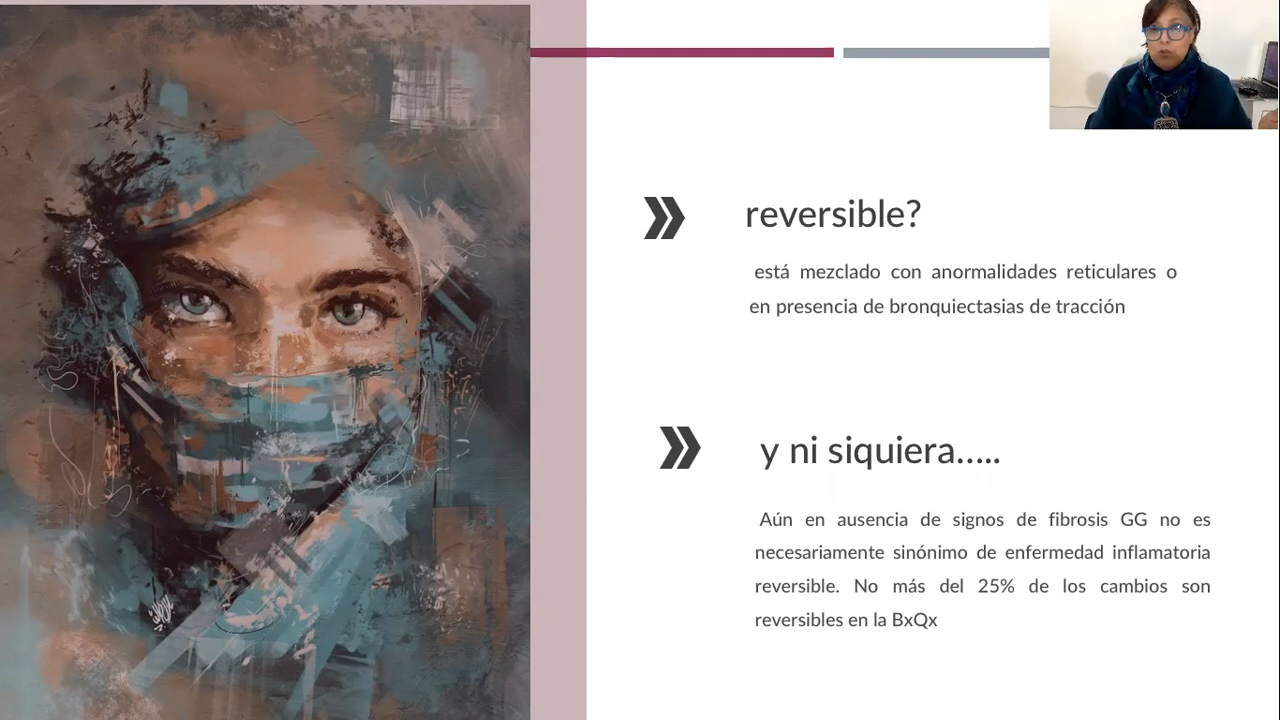 reversible?
está mezclado con anormalidades reticulares o
en presencia de bronquiectasias de tracción
y ni siquiera.....
Aún en ausencia de signos de fibrosis GG no es
necesariamente sinónimo de enfermedad inflamatoria
reversible. No más del 25% de los cambios son
reversibles en la BxQx